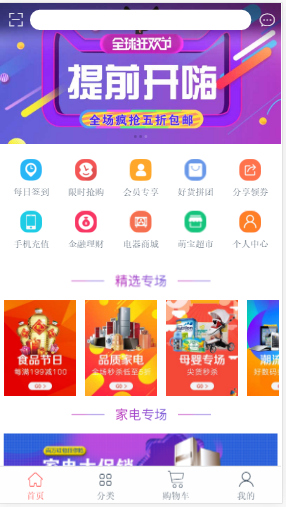 全球狂欢节
提前开嗨
全场疯抢五折包邮
每日签到 限时抢购 会员专享 好货拼团 分享领券
手机充值 金融理财 电器商城 萌宝超市 个人中心
精选专场
食品节日 品质家电 母婴专场 潮流
每满199减100 全场秒杀低至5折 尖货秒杀 好数码
GO > GO > GO >
家电专场
家电大促销
首页 分类 购物车 我的